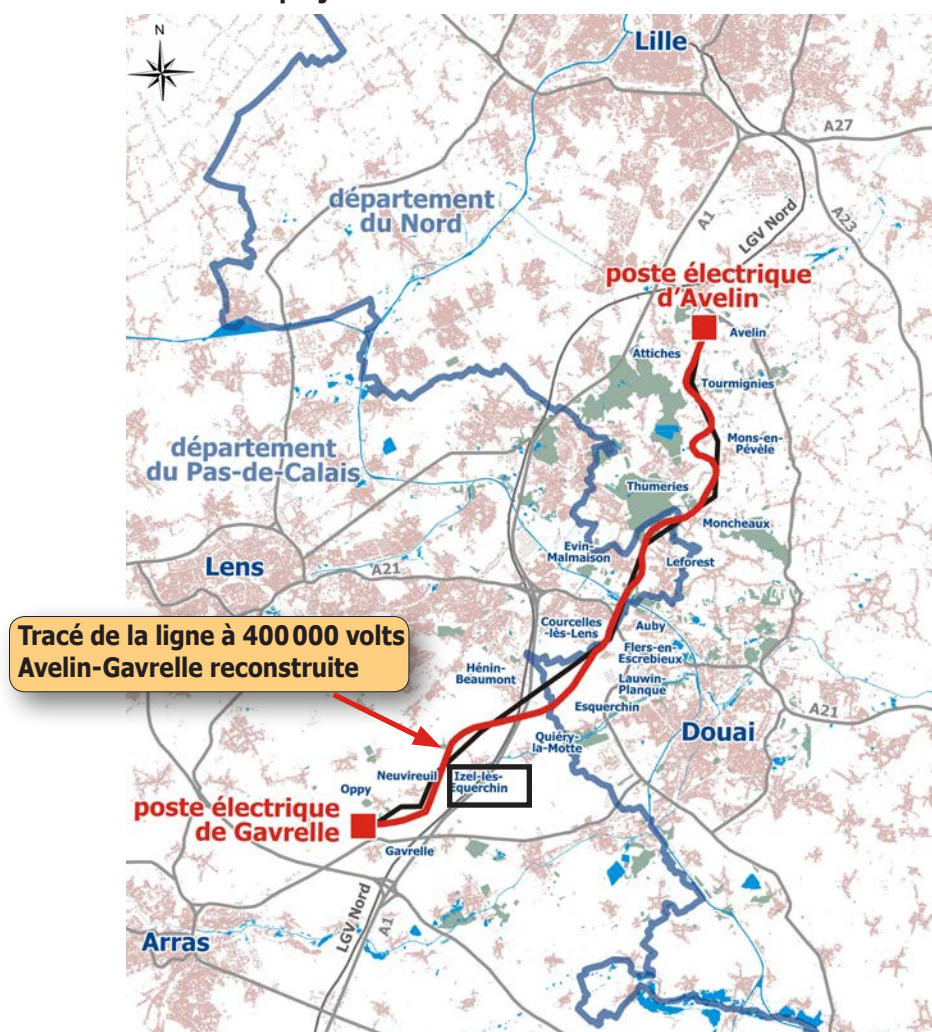 N
Lille
A27
département
du Nord
A1
LGV Nord
A23
poste électrique
d'Avelin
Avelin
Attiches
Tourmignies
département
du Pas-de-Calais
Mons-en-
Pévèle
Thumeries
Moncheaux
Evin-
Malmaison
Leforest
Lens
A21
Tracé de la ligne à 400 000 volts
Avelin-Gavrelle reconstruite
Courcelles
-lès-Lens
Auby
Flers-en-
Escrebieux
Hénin-
Beaumont
Lauwin-
Planque
Esquerchin
A21
Douai
Quiéry-
la-Motte
Neuvireuil
Izel-lès-
Equerchin
Oppy
poste électrique
de Gavrelle
Gavrelle
LGV Nord
A1
Arras